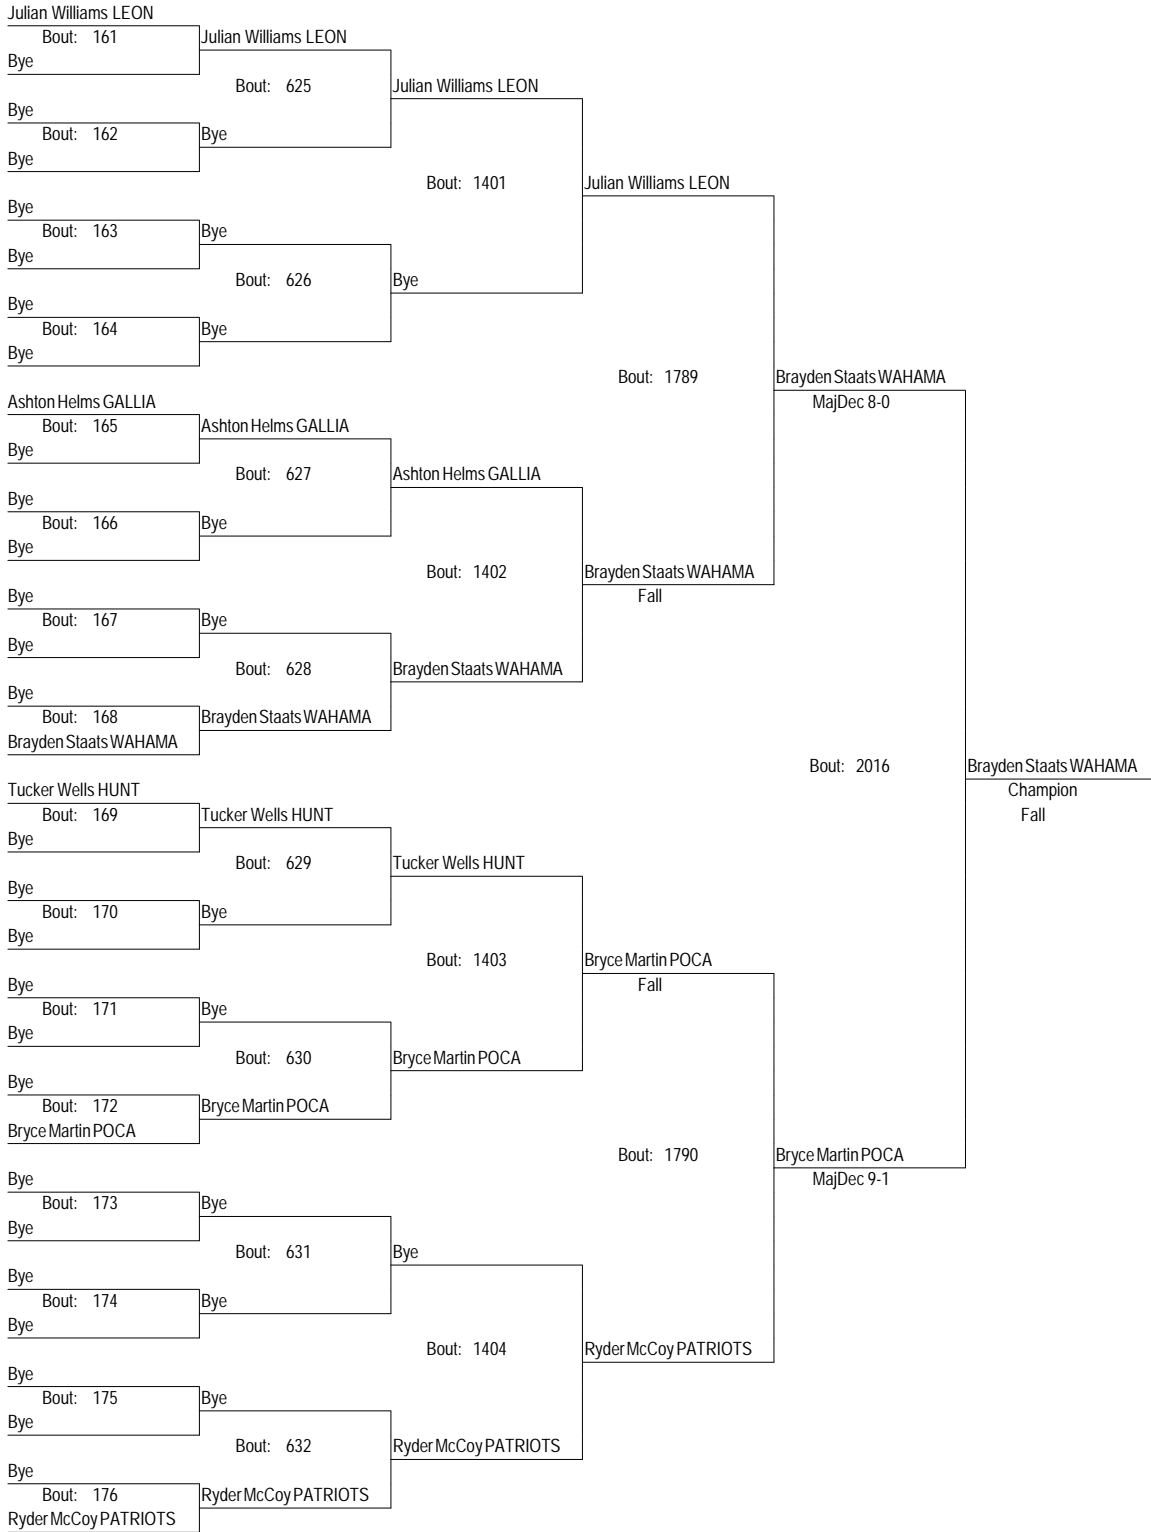 Julian Williams LEON
Bout: 161 Julian Williams LEON
Bye
Bout: 625 Julian Williams LEON
Bye
Bout: 162 Bye
Bye
Bout: 1401 Julian Williams LEON
Bye
Bout: 163 Bye
Bye
Bout: 626 Bye
Bye
Bout: 164 Bye
Bye
Bout: 1789 Brayden Staats WAHAMA
MajDec 8-0
Ashton Helms GALLIA
Bout: 165 Ashton Helms GALLIA
Bye
Bout: 627 Ashton Helms GALLIA
Bye
Bout: 166 Bye
Bye
Bout: 1402 Brayden Staats WAHAMA
Fall
Bye
Bout: 167 Bye
Bye
Bout: 628 Brayden Staats WAHAMA
Bye
Bout: 168 Brayden Staats WAHAMA
Brayden Staats WAHAMA
Bout: 2016 Brayden Staats WAHAMA
Champion
Fall
Tucker Wells HUNT
Bout: 169 Tucker Wells HUNT
Bye
Bout: 629 Tucker Wells HUNT
Bye
Bout: 170 Bye
Bye
Bout: 1403 Bryce Martin POCA
Fall
Bye
Bout: 171 Bye
Bye
Bout: 630 Bryce Martin POCA
Bye
Bout: 172 Bryce Martin POCA
Bryce Martin POCA
Bout: 1790 Bryce Martin POCA
MajDec 9-1
Bye
Bout: 173 Bye
Bye
Bout: 631 Bye
Bye
Bout: 174 Bye
Bye
Bout: 1404 Ryder McCoy PATRIOTS
Bye
Bout: 175 Bye
Bye
Bout: 632 Ryder McCoy PATRIOTS
Bye
Bout: 176 Ryder McCoy PATRIOTS
Ryder McCoy PATRIOTS